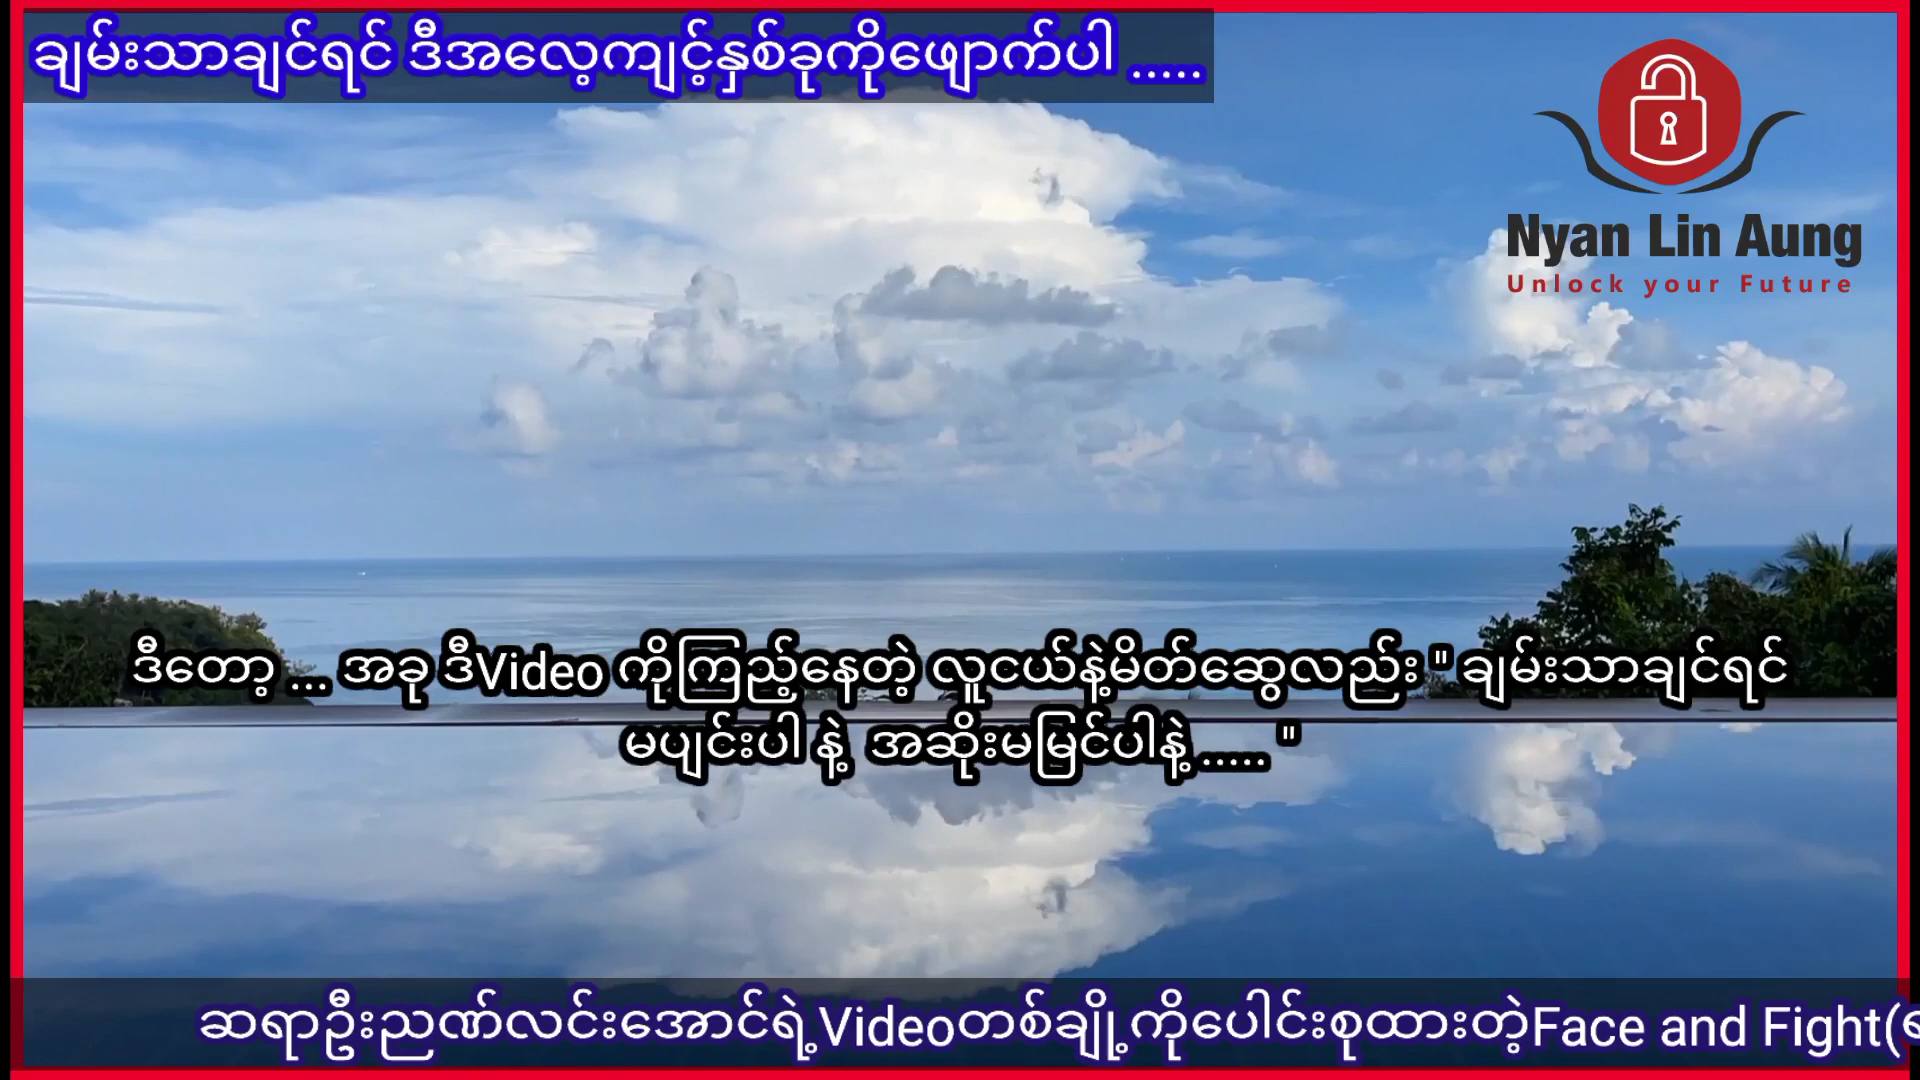 ချမ်းသာချင်ရင် ဒီအလေ့ကျင့်နှစ်ခုကိုဖျောက်ပါ .....
Nyan Lin Aung
Unlock your Future
ဒီတော့ ... အခု ဒီVideo ကိုကြည့်နေတဲ့ လူငယ်နဲ့မိတ်ဆွေလည်း " ချမ်းသာချင်ရင်
မပျင်းပါ နဲ့ အဆိုးမမြင်ပါနဲ့ ..... "
ဆရာဦးညဏ်လင်းအောင်ရဲ့Videoတစ်ချို့ကိုပေါင်းစုထားတဲ့Face and Fight(